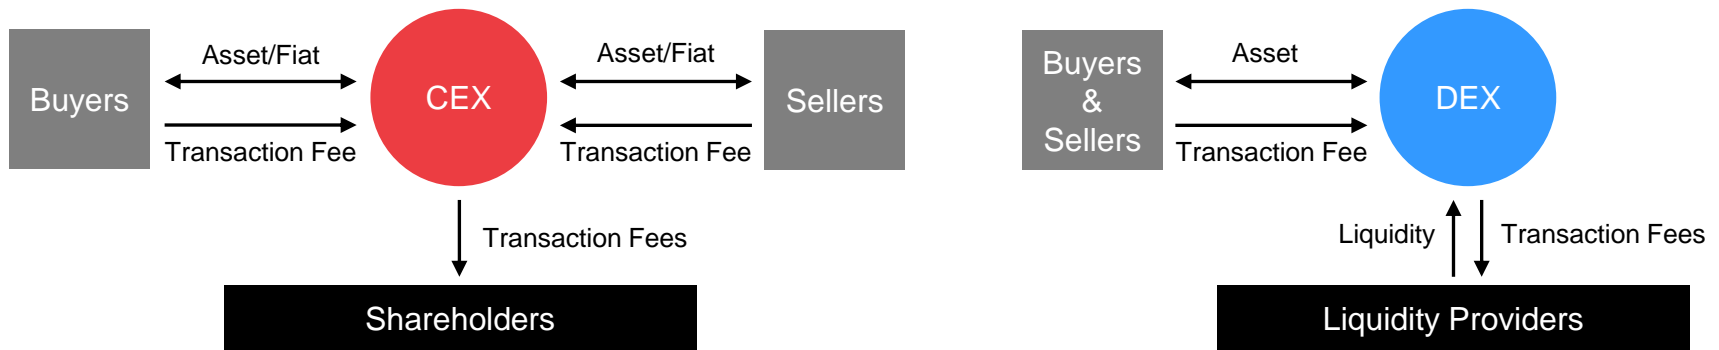 Buyers
Asset/Fiat
Transaction Fee
CEX
Asset/Fiat
Transaction Fee
Sellers
Transaction Fees
Shareholders
Buyers
&
Sellers
Asset
Transaction Fee
DEX
Liquidity
Transaction Fees
Liquidity Providers